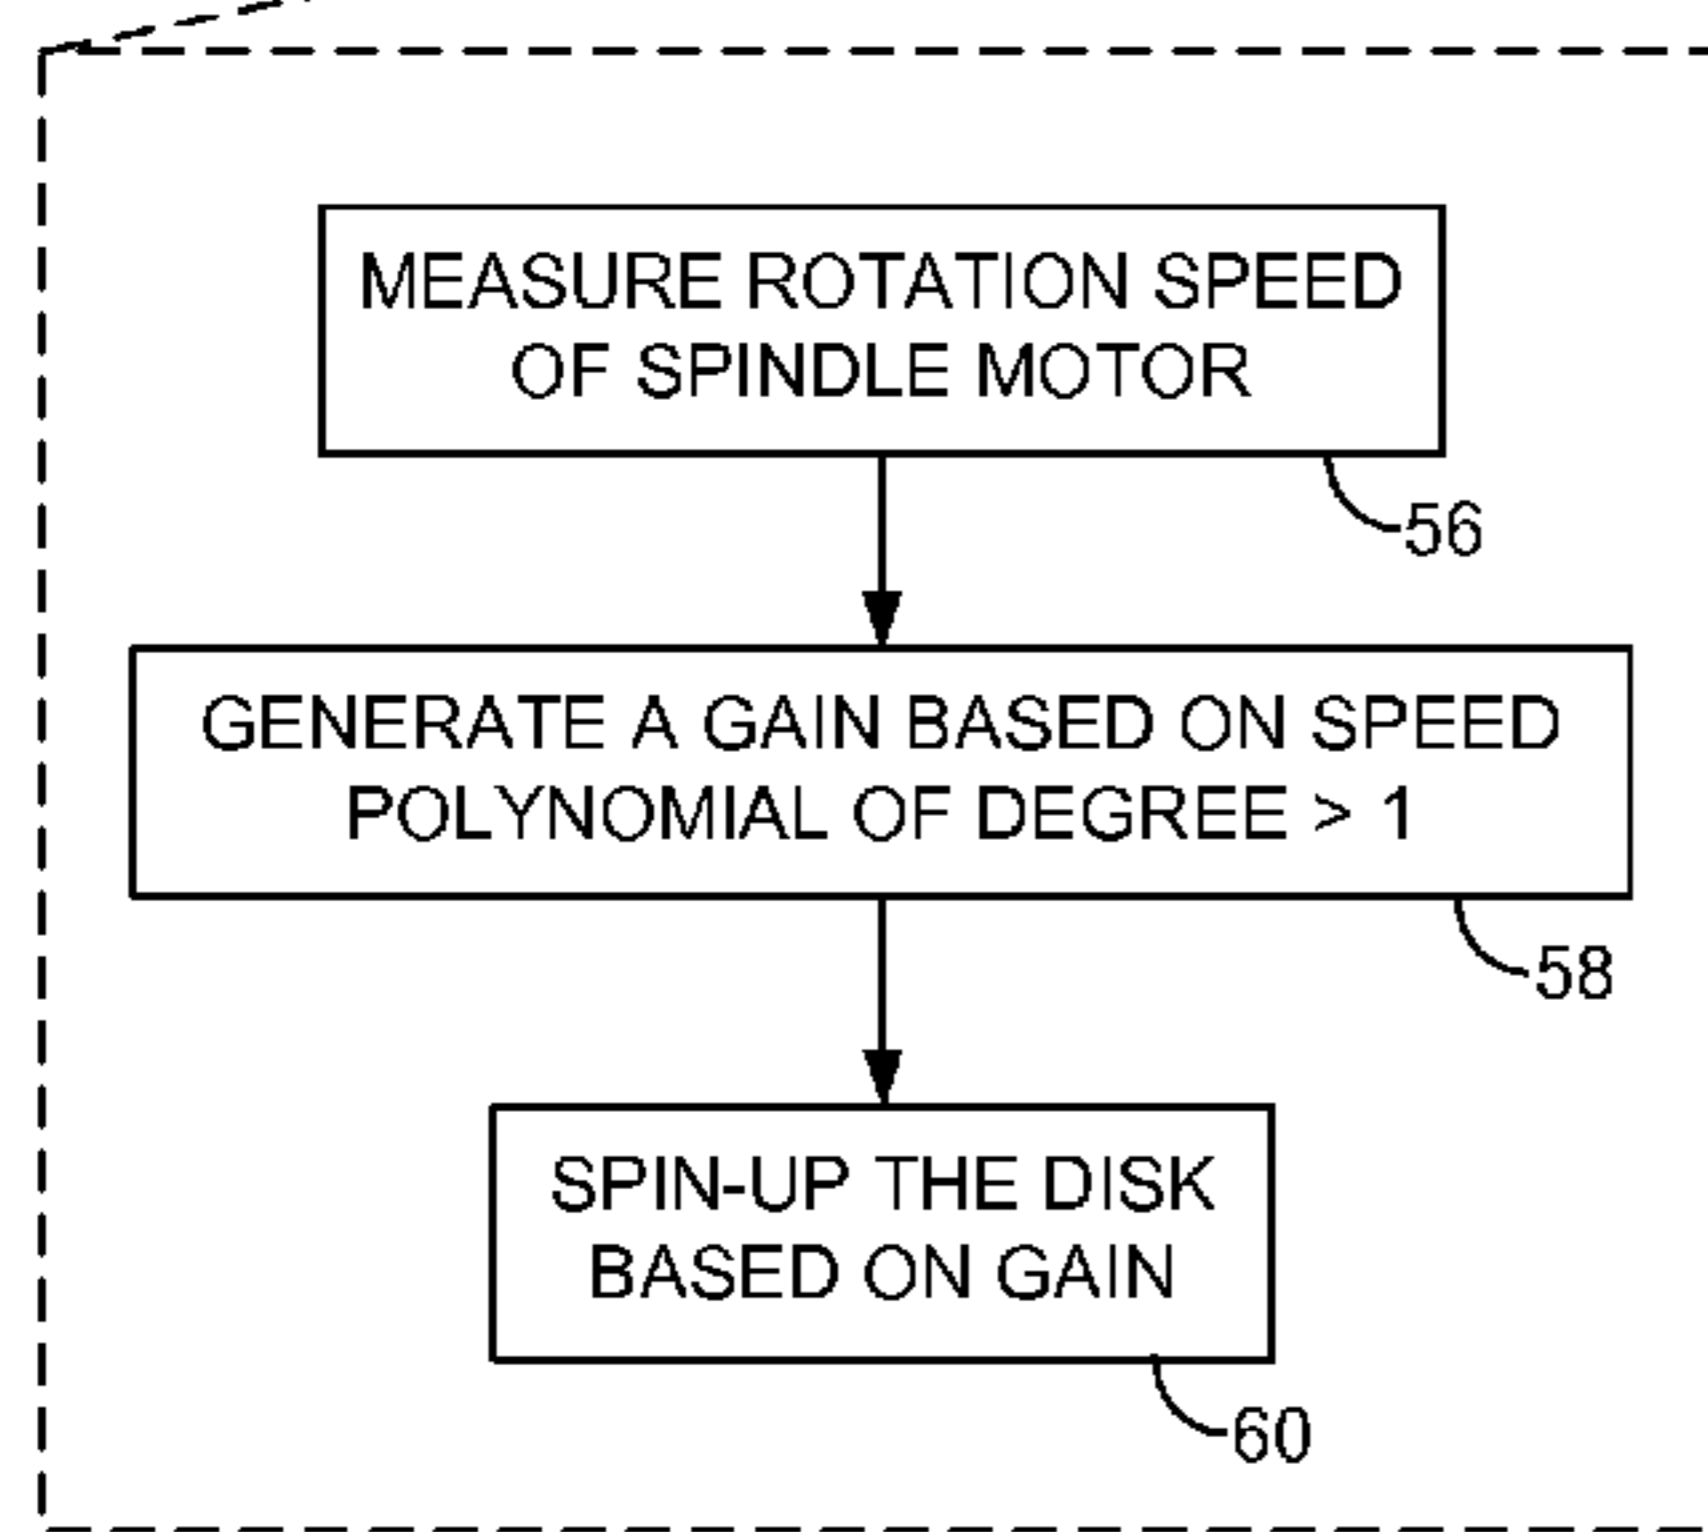 MEASURE ROTATION SPEED
OF SPINDLE MOTOR
56
GENERATE A GAIN BASED ON SPEED
POLYNOMIAL OF DEGREE > 1
58
SPIN-UP THE DISK
BASED ON GAIN
60